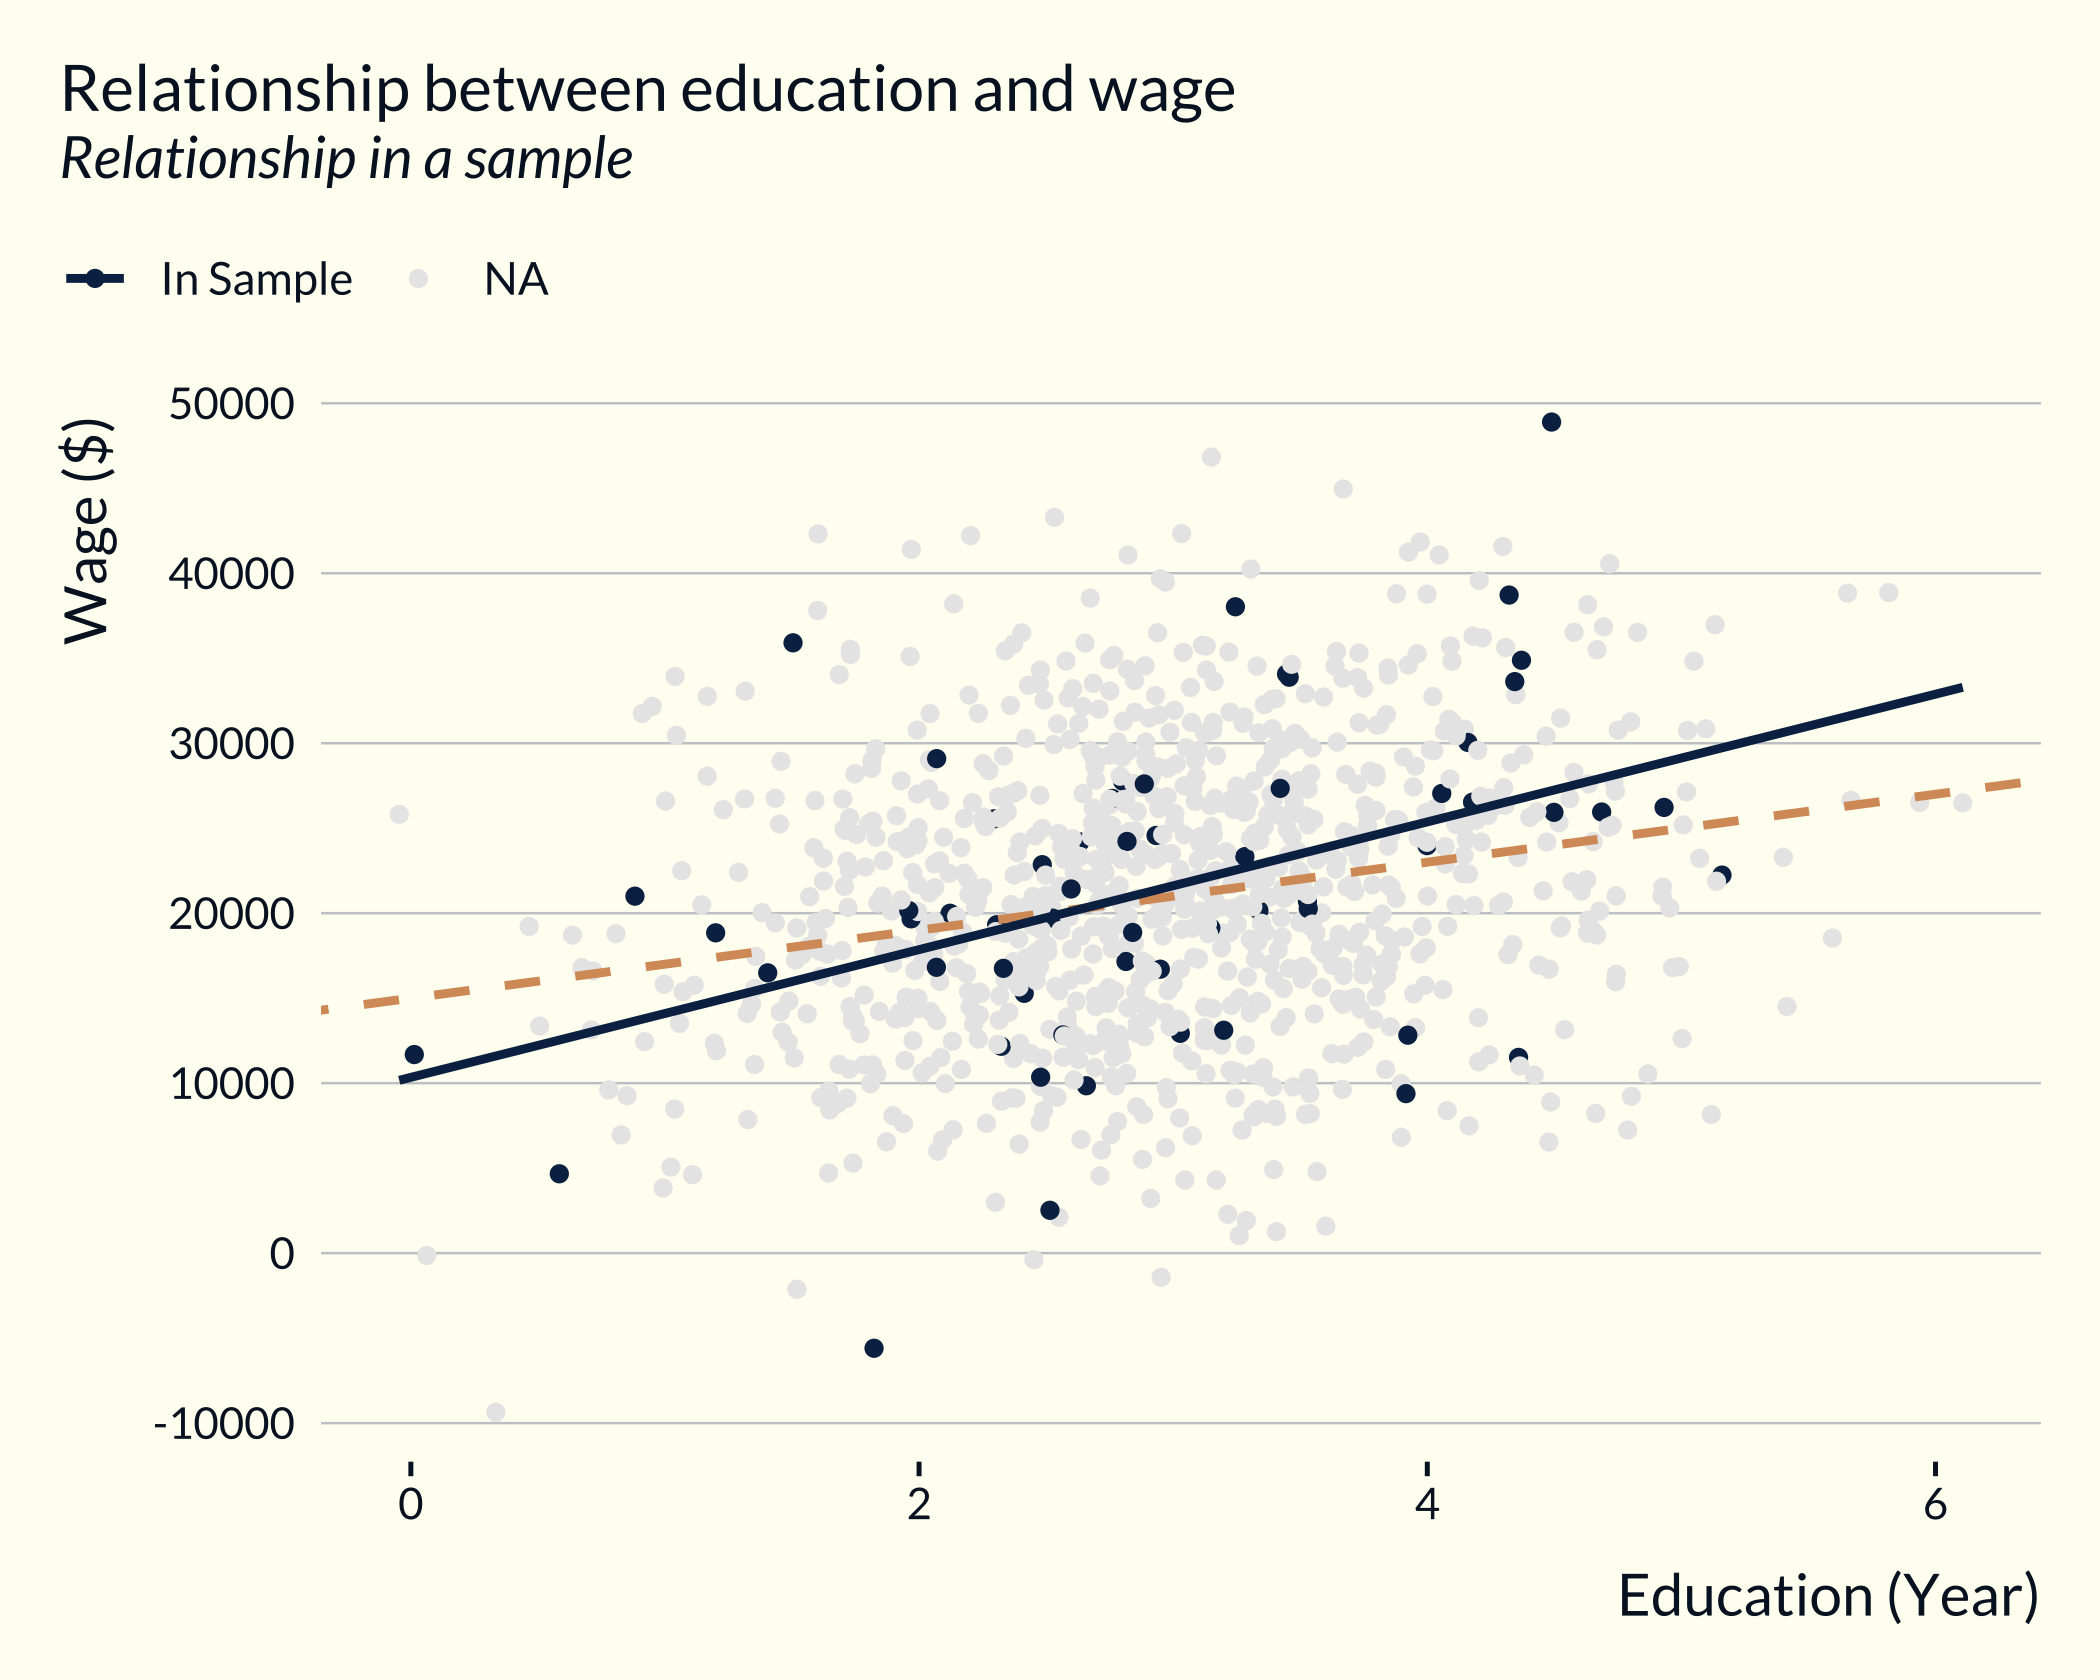 Relationship between education and wage
Relationship in a sample
In Sample NA
Wage ($)
50000
40000
30000
20000
10000
0
-10000
0 2 4 6
Education (Year)